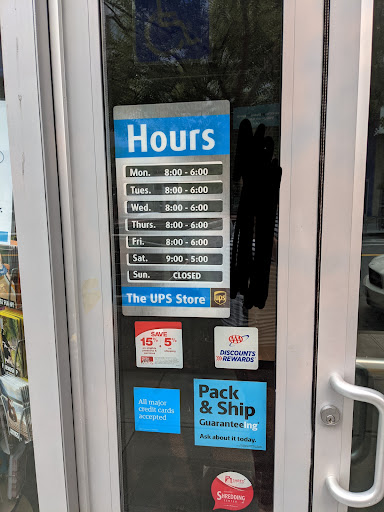 Hours
Mon. 8:00 - 6:00
Tues. 8:00 - 6:00
Wed. 8:00 - 6:00
Thurs. 8:00 - 6:00
Fri. 8:00 - 6:00
Sat. 9:00 - 5:00
Sun. CLOSED
The UPS Store ups
SAVE
15% 5%
AAA
DISCOUNTS
REWARDS
All major
credit cards
accepted
Pack
& Ship
Guaranteeing
Ask about it today.
SHREDDING